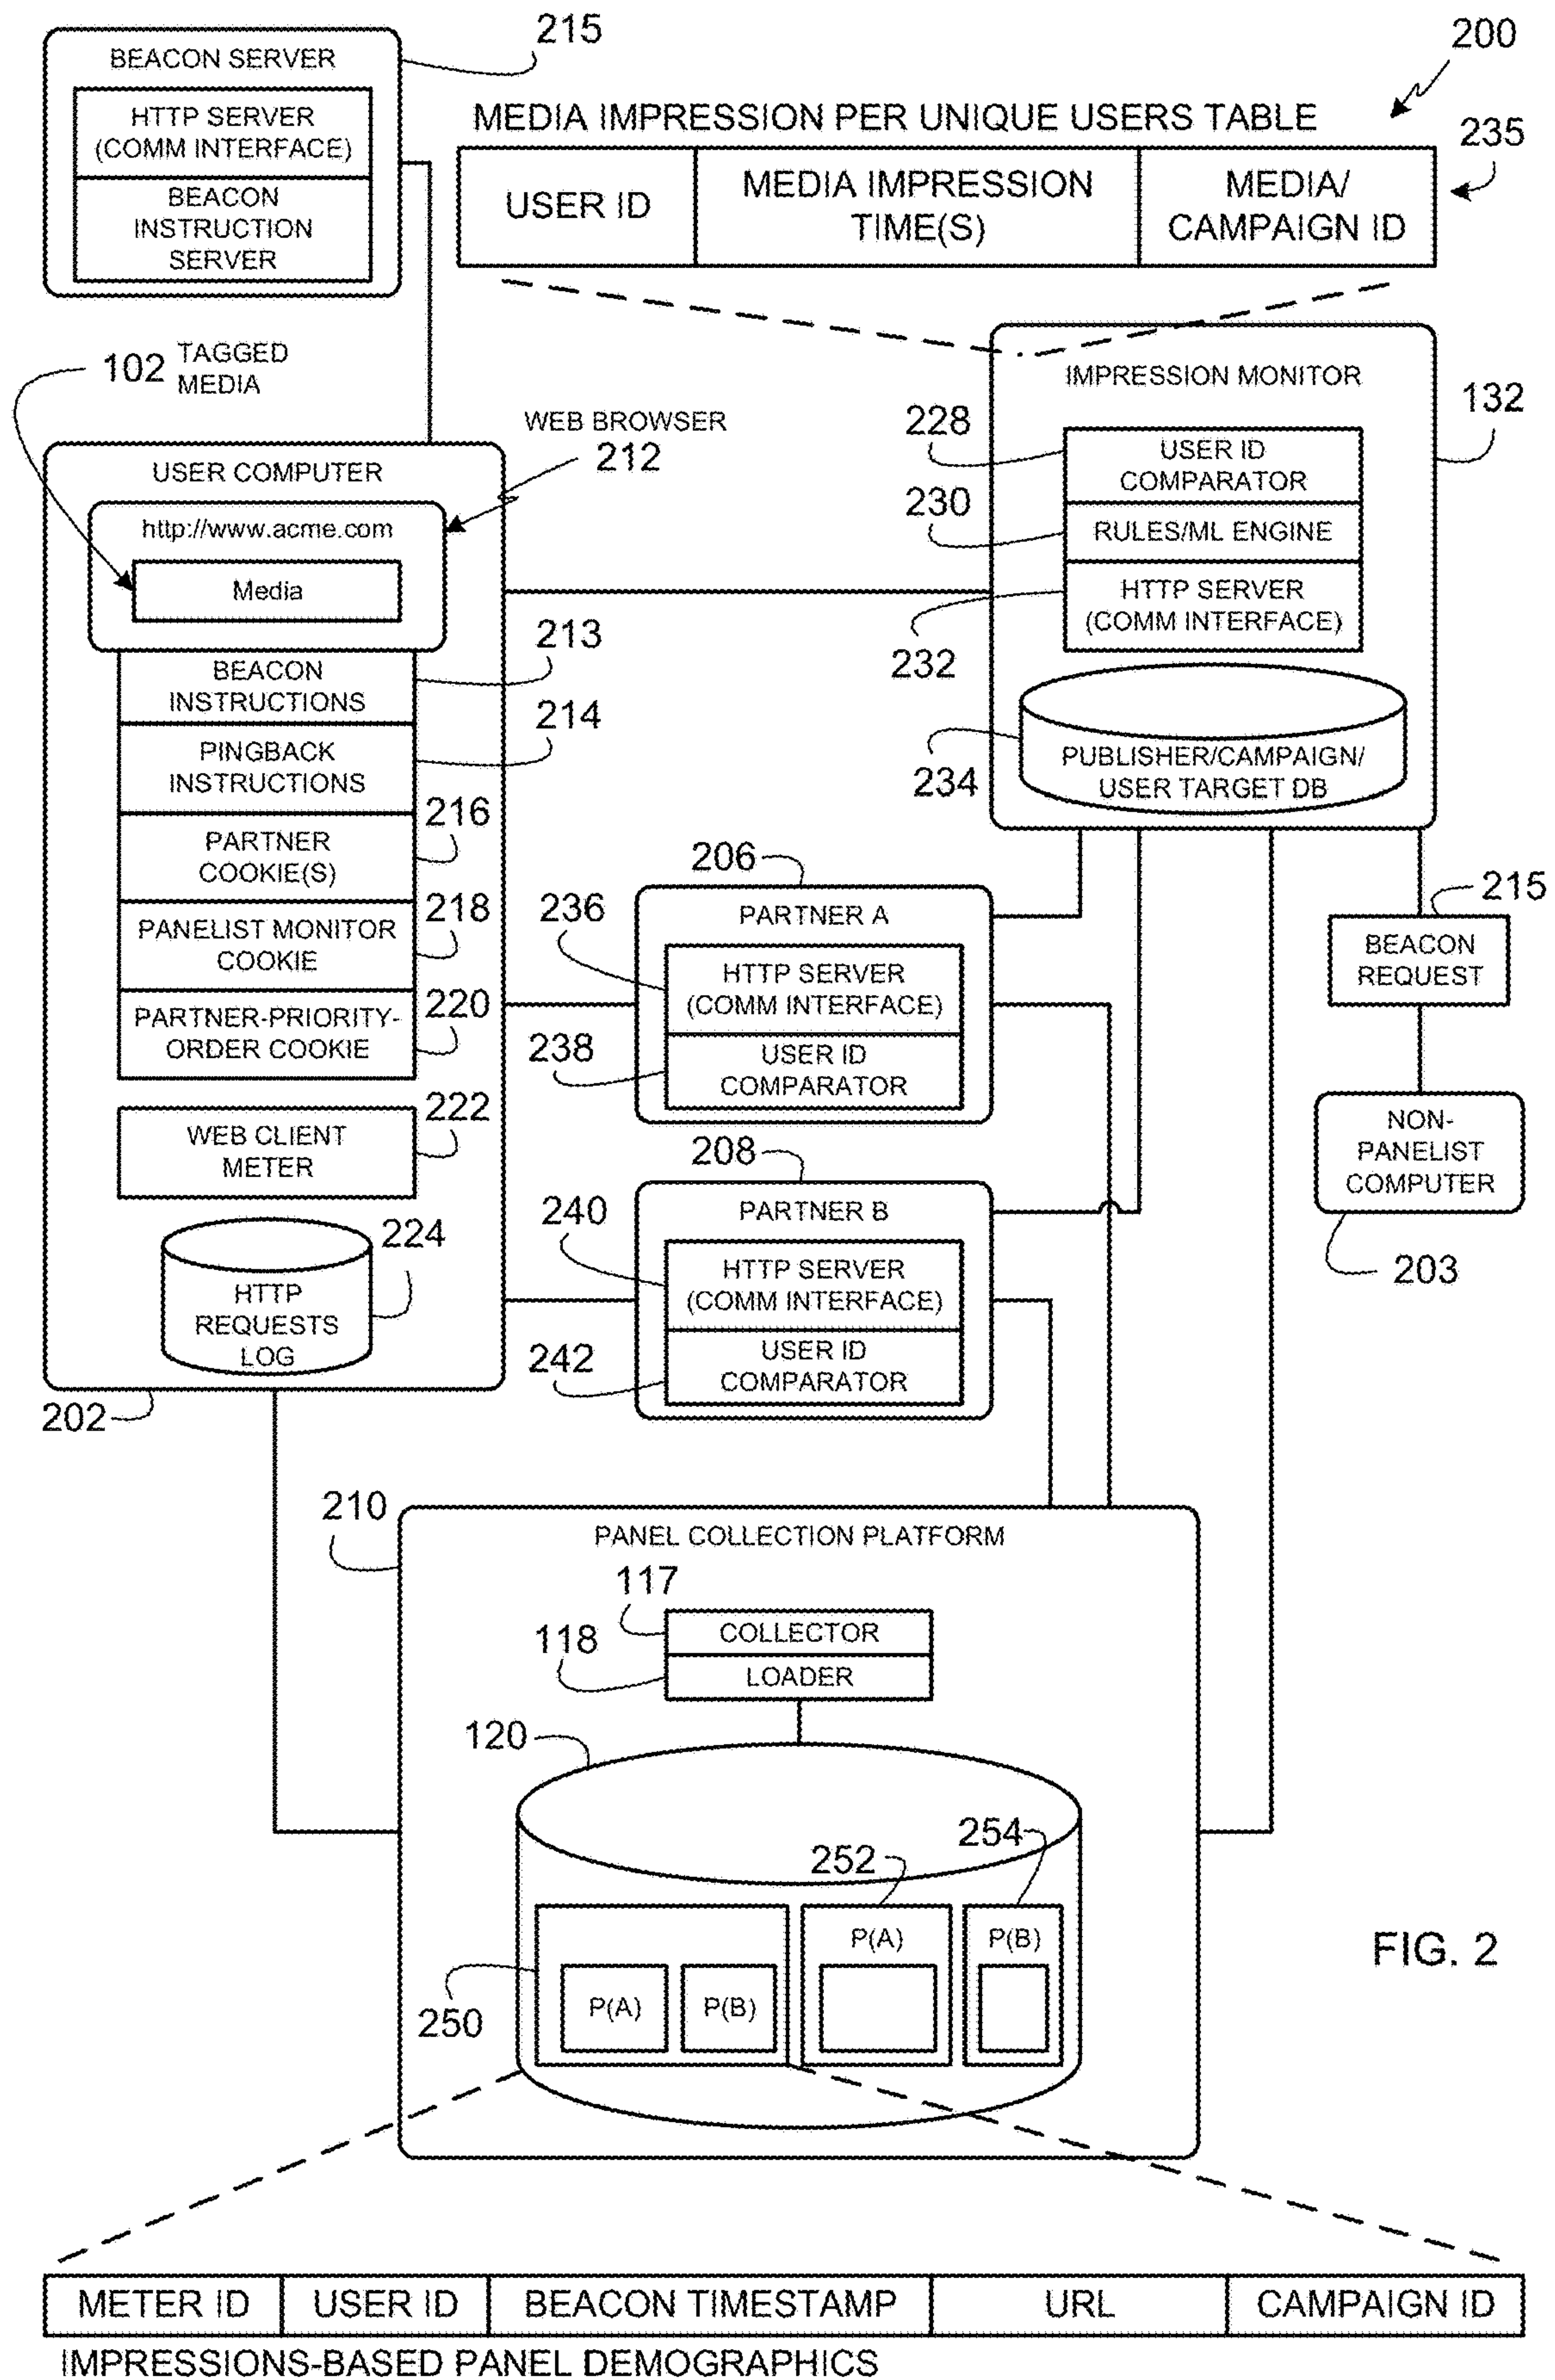 BEACON SERVER
215
HTTP SERVER
(COMM INTERFACE)
BEACON
INSTRUCTION
SERVER
200
MEDIA IMPRESSION PER UNIQUE USERS TABLE
235
USER ID
MEDIA IMPRESSION
TIME(S)
MEDIA/
CAMPAIGN ID
102
TAGGED
MEDIA
WEB BROWSER
212
USER COMPUTER
http://www.acme.com
Media
213
BEACON
INSTRUCTIONS
214
PINGBACK
INSTRUCTIONS
216
PARTNER
COOKIE(S)
218
PANELIST MONITOR
COOKIE
220
PARTNER-PRIORITY-
ORDER COOKIE
222
WEB CLIENT
METER
224
HTTP
REQUESTS
LOG
202
IMPRESSION MONITOR
132
228
USER ID
COMPARATOR
230
RULES/ML ENGINE
HTTP SERVER
(COMM INTERFACE)
232
234
PUBLISHER/CAMPAIGN/
USER TARGET DB
206
PARTNER A
236
HTTP SERVER
(COMM INTERFACE)
238
USER ID
COMPARATOR
215
BEACON
REQUEST
NON-
PANELIST
COMPUTER
203
208
PARTNER B
240
HTTP SERVER
(COMM INTERFACE)
242
USER ID
COMPARATOR
210
PANEL COLLECTION PLATFORM
117
COLLECTOR
118
LOADER
120
252
254
P(A)
P(B)
250
P(A)
P(B)
FIG. 2
METER ID
USER ID
BEACON TIMESTAMP
URL
CAMPAIGN ID
IMPRESSIONS-BASED PANEL DEMOGRAPHICS